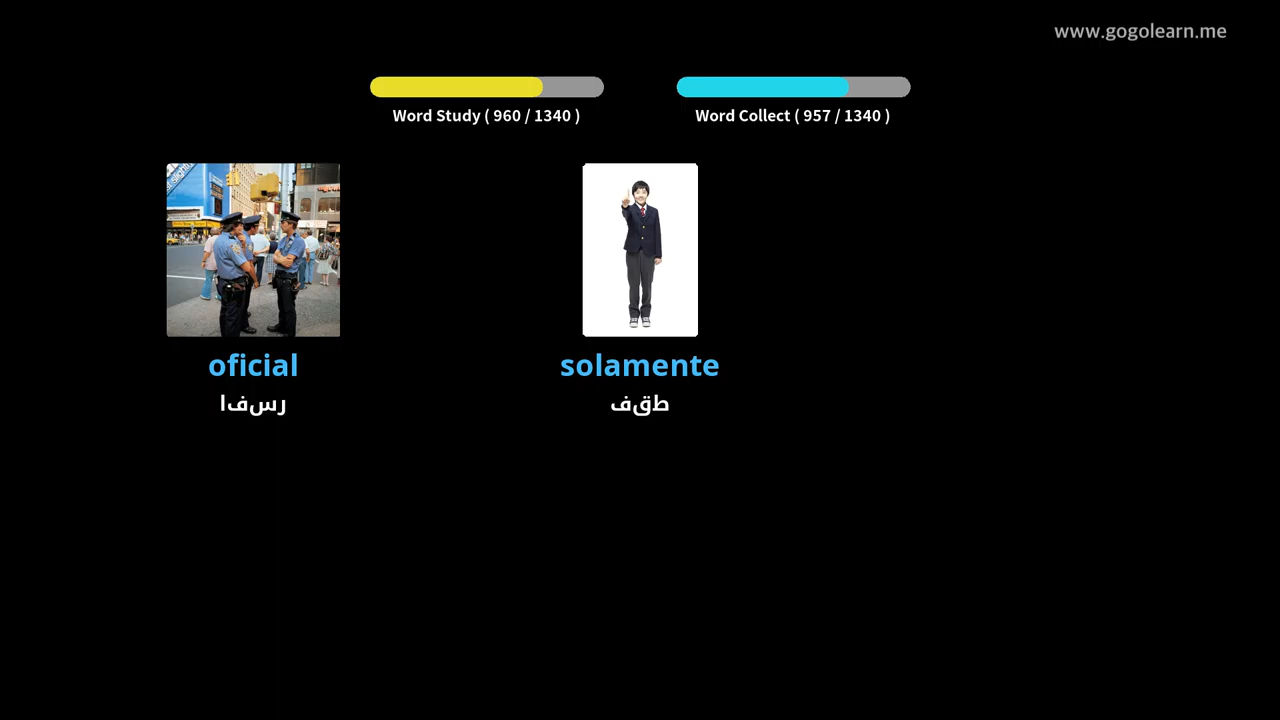 www.gogolearn.me
Word Study ( 960 / 1340 )
Word Collect ( 957 / 1340 )
oficial
رسفا
solamente
طقف